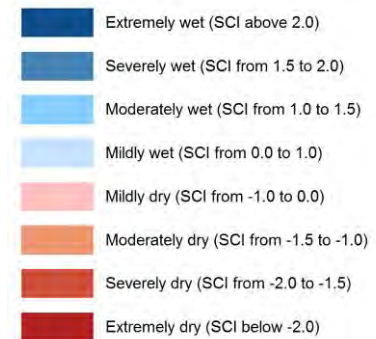 Extremely wet (SCI above 2.0)
Severely wet (SCI from 1.5 to 2.0)
Moderately wet (SCI from 1.0 to 1.5)
Mildly wet (SCI from 0.0 to 1.0)
Mildly dry (SCI from -1.0 to 0.0)
Moderately dry (SCI from -1.5 to -1.0)
Severely dry (SCI from -2.0 to -1.5)
Extremely dry (SCI below -2.0)